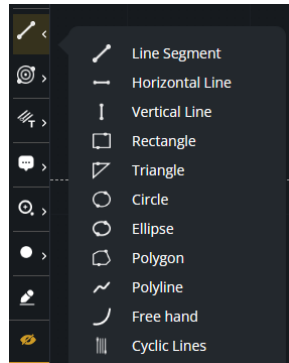 Line Segment
Horizontal Line
Vertical Line
Rectangle
Triangle
Circle
Ellipse
Polygon
Polyline
Free hand
Cyclic Lines
T